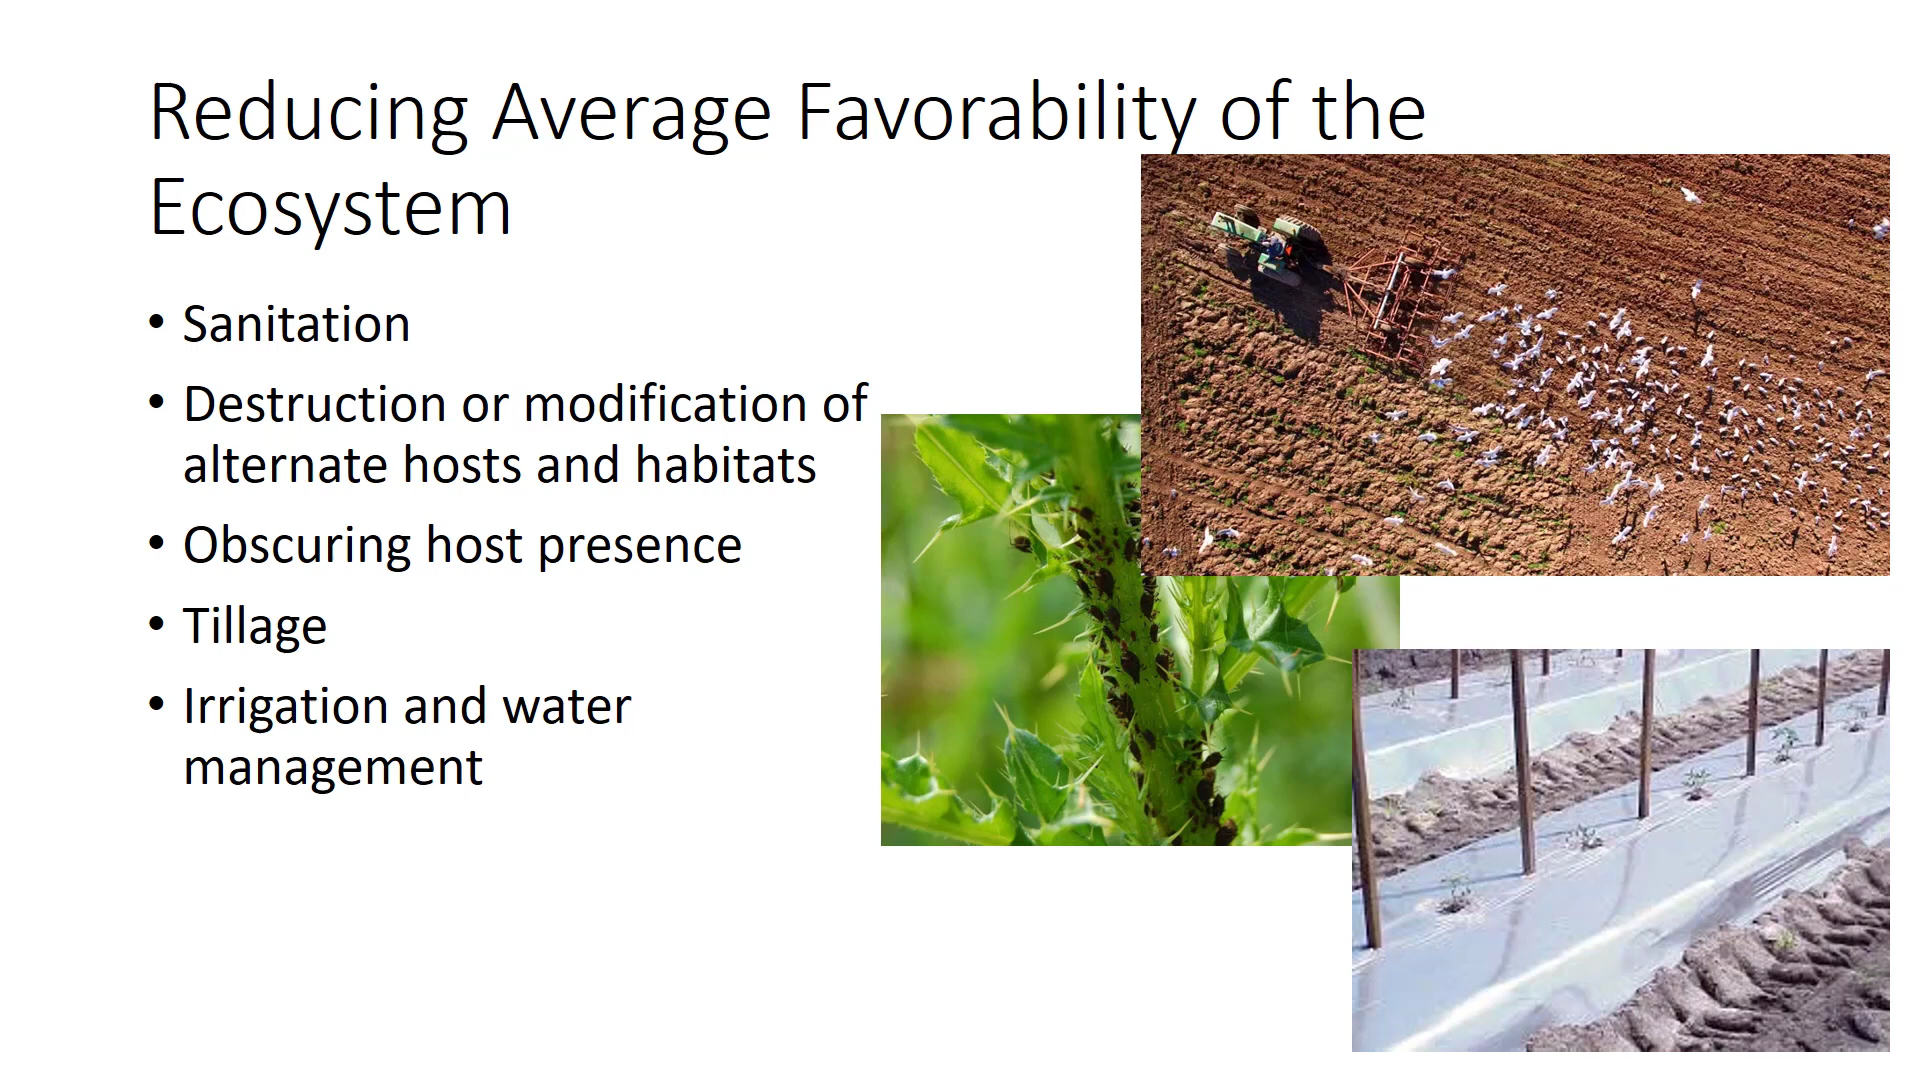 Reducing Average Favorability of the
Ecosystem
• Sanitation
• Destruction or modification of
alternate hosts and habitats
• Obscuring host presence
• Tillage
• Irrigation and water
management